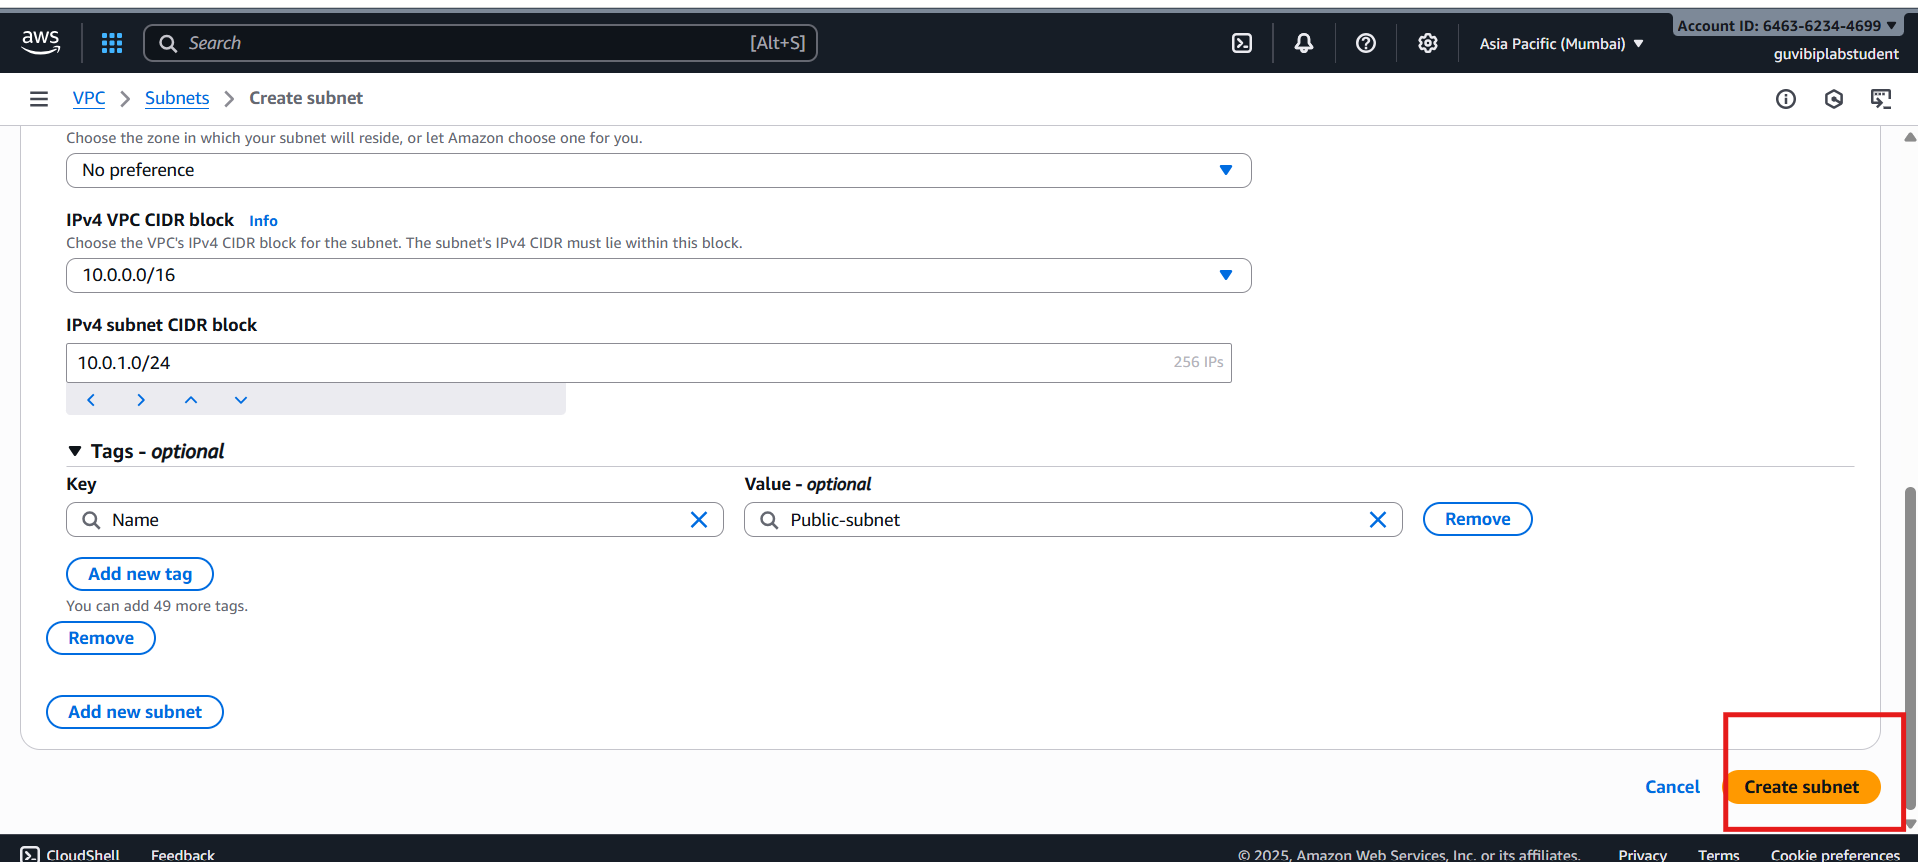 aws
Search [Alt+S]
Asia Pacific (Mumbai)
Account ID: 6463-6234-4699
guvibiplabstudent
VPC > Subnets > Create subnet
Choose the zone in which your subnet will reside, or let Amazon choose one for you.
No preference
IPv4 VPC CIDR block Info
Choose the VPC's IPv4 CIDR block for the subnet. The subnet's IPv4 CIDR must lie within this block.
10.0.0.0/16
IPv4 subnet CIDR block
10.0.1.0/24 256 IPs
Tags - optional
Key Value - optional
Name Public-subnet Remove
Add new tag
You can add 49 more tags.
Remove
Add new subnet
Cancel Create subnet
CloudShell Feedback © 2025, Amazon Web Services, Inc. or its affiliates. Privacy Terms Cookie preferences